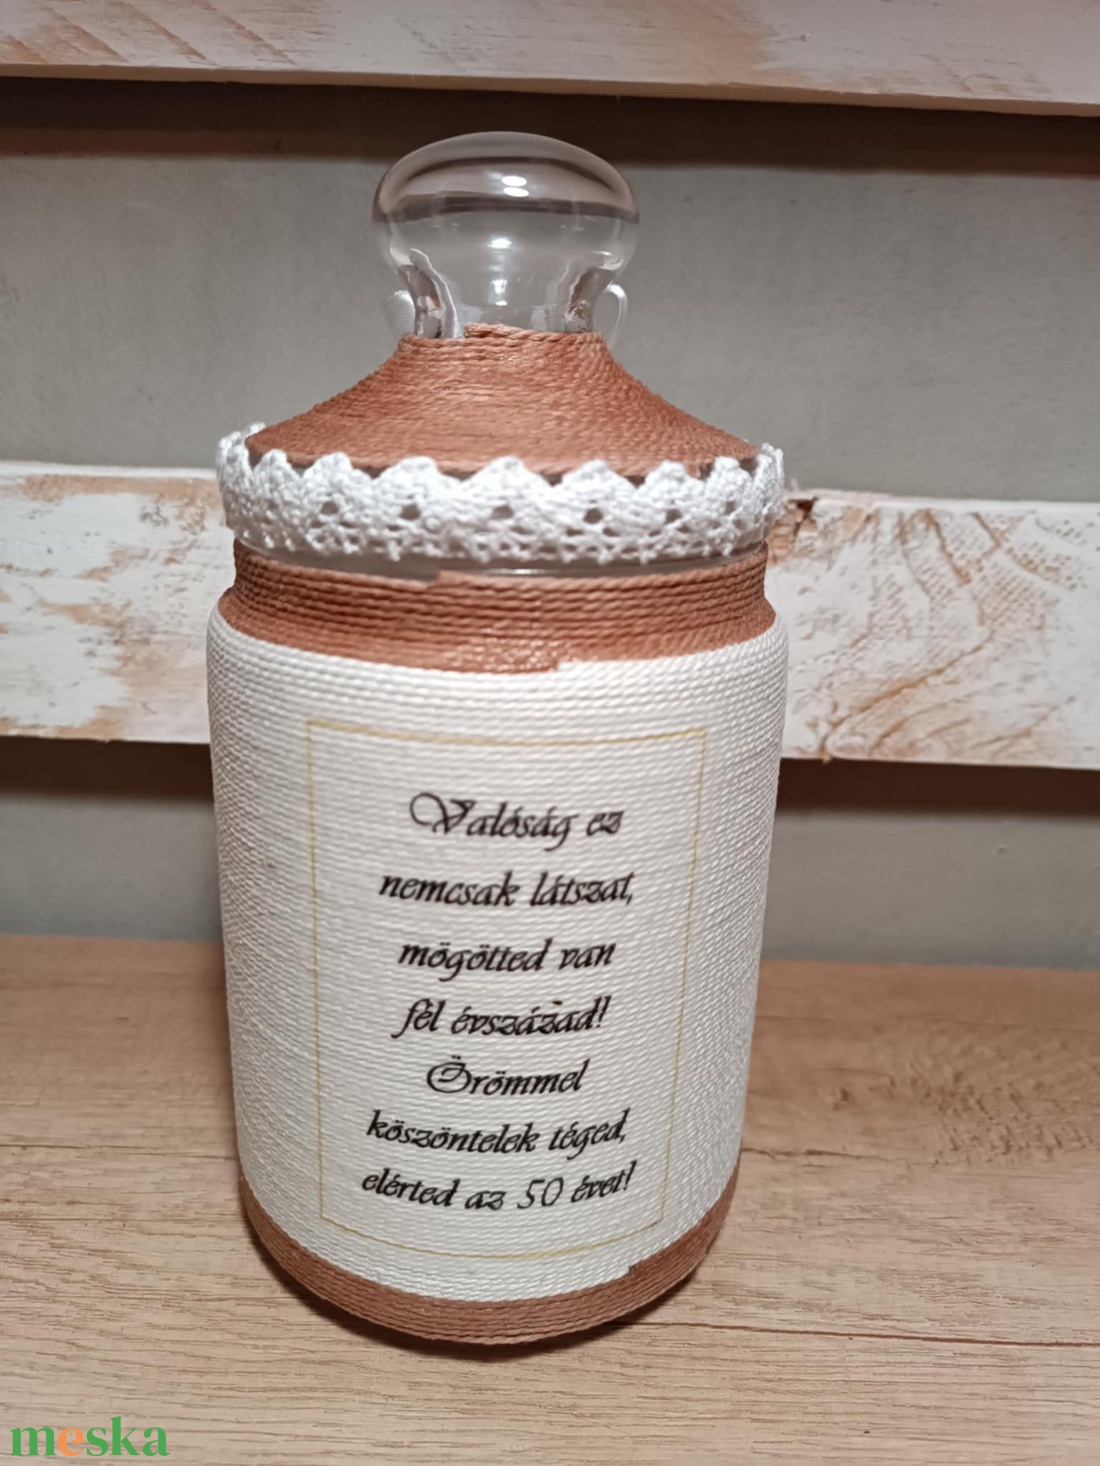 Valóság ez
nemcsak látszat,
mögötted van
fél évszázad!
Örömmel
köszöntelek téged,
elérted az 50 évet!
meska